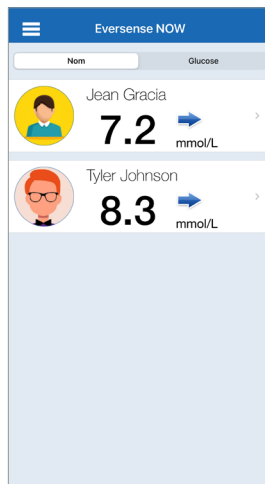 Eversense NOW
Nom Glucose
Jean Gracia
7.2
mmol/L
Tyler Johnson
8.3
mmol/L